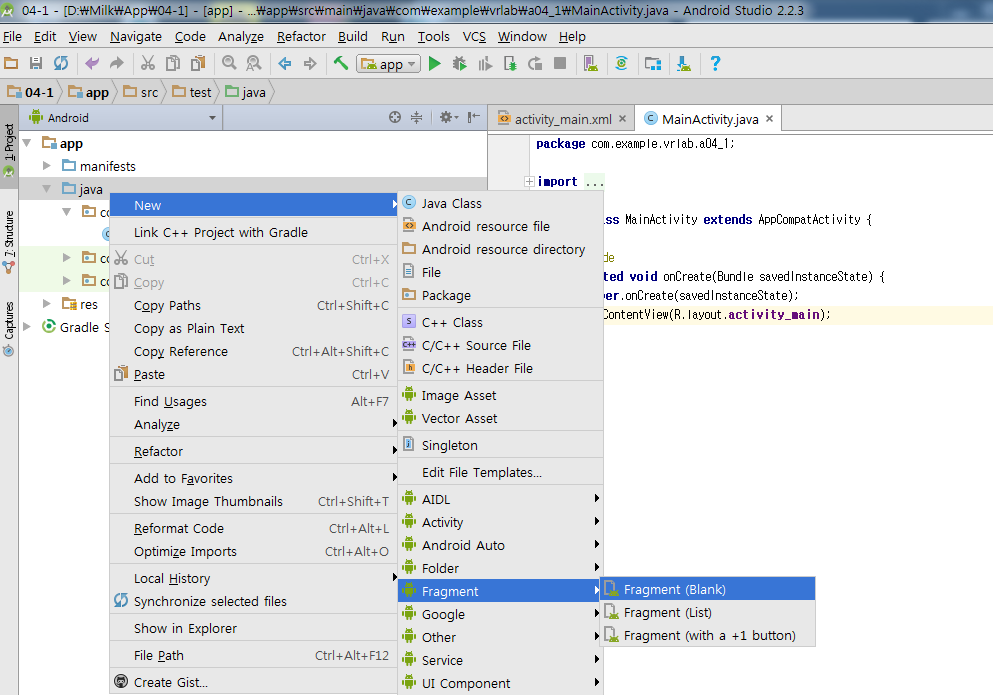 04-1 - [D:₩Milk₩App₩04-1] - [app] - ...₩app₩src₩main₩java₩com₩example₩vrlab₩a04_1₩MainActivity.java - Android Studio 2.2.3
File Edit View Navigate Code Analyze Refactor Build Run Tools VCS Window Help
app
04-1 app src test java
Android
activity_main.xml
MainActivity.java
1: Project
7: Structure
Captures
app
manifests
java
co
co
co
res
Gradle S
package com.example.vrlab.a04_1;
import ...
ss MainActivity extends AppCompatActivity {
de
ted void onCreate(Bundle savedInstanceState) {
per.onCreate(savedInstanceState);
ContentView(R.layout.activity_main);
New
Link C++ Project with Gradle
Cut Ctrl+X
Copy Ctrl+C
Copy Paths Ctrl+Shift+C
Copy as Plain Text
Copy Reference Ctrl+Alt+Shift+C
Paste Ctrl+V
Find Usages Alt+F7
Analyze
Refactor
Add to Favorites
Show Image Thumbnails Ctrl+Shift+T
Reformat Code Ctrl+Alt+L
Optimize Imports Ctrl+Alt+O
Local History
Synchronize selected files
Show in Explorer
File Path Ctrl+Alt+F12
Create Gist...
Java Class
Android resource file
Android resource directory
File
Package
C++ Class
C/C++ Source File
C/C++ Header File
Image Asset
Vector Asset
Singleton
Edit File Templates...
AIDL
Activity
Android Auto
Folder
Fragment
Google
Other
Service
UI Component
Fragment (Blank)
Fragment (List)
Fragment (with a +1 button)